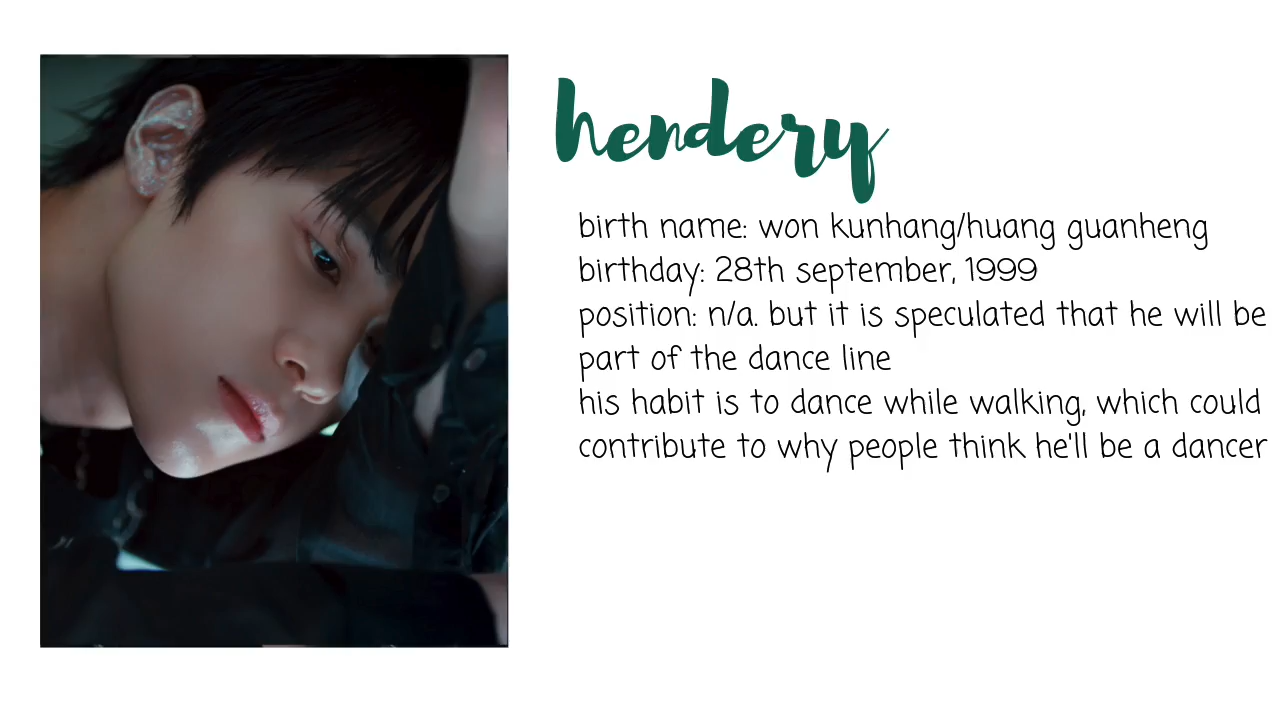 hendery
birth name: won kunhang/huang guanheng
birthday: 28th september, 1999
position: n/a. but it is speculated that he will be
part of the dance line
his habit is to dance while walking, which could
contribute to why people think he'll be a dancer